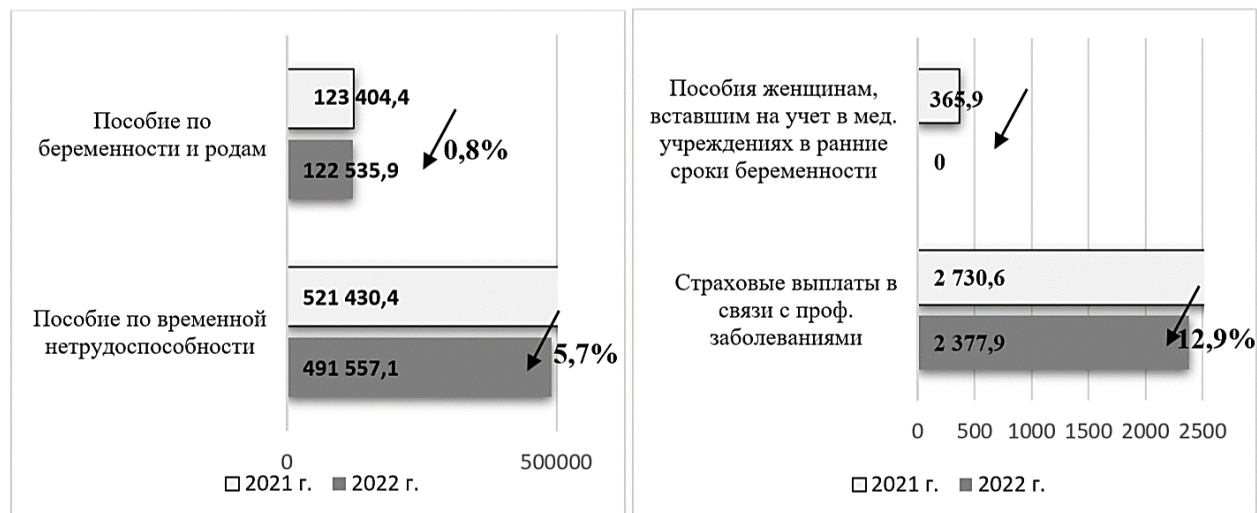 Пособие по
беременности и родам
123 404,4
122 535,9
0,8%
Пособие по временной
нетрудоспособности
521 430,4
491 557,1
5,7%
0
500000
2021 г.
2022 г.
Пособия женщинам,
вставшим на учет в мед.
учреждениях в ранние
сроки беременности
365,9
0
Страховые выплаты в
связи с проф.
заболеваниями
2 730,6
2 377,9
12,9%
0 500 1000 1500 2000 2500
2021 г.
2022 г.